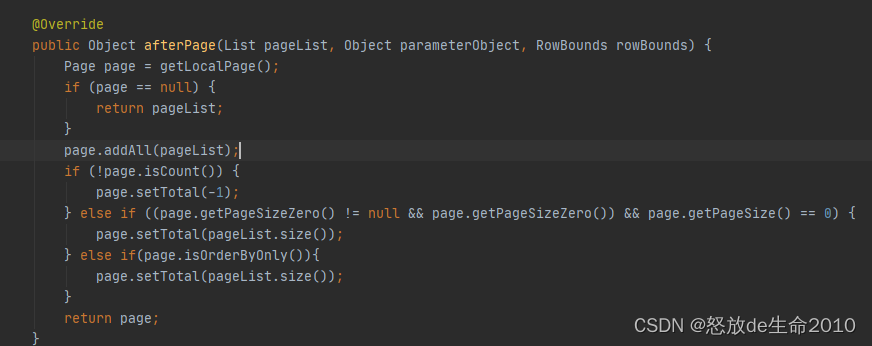 @Override
public Object afterPage(List pageList, Object parameterObject, RowBounds rowBounds) {
    Page page = getLocalPage();
    if (page == null) {
        return pageList;
    }
    page.addAll(pageList);
    if (!page.isCount()) {
        page.setTotal(-1);
    } else if ((page.getPageSizeZero() != null && page.getPageSizeZero()) && page.getPageSize() == 0) {
        page.setTotal(pageList.size());
    } else if(page.isOrderByOnly()){
        page.setTotal(pageList.size());
    }
    return page;
}
CSDN @怒放de生命2010